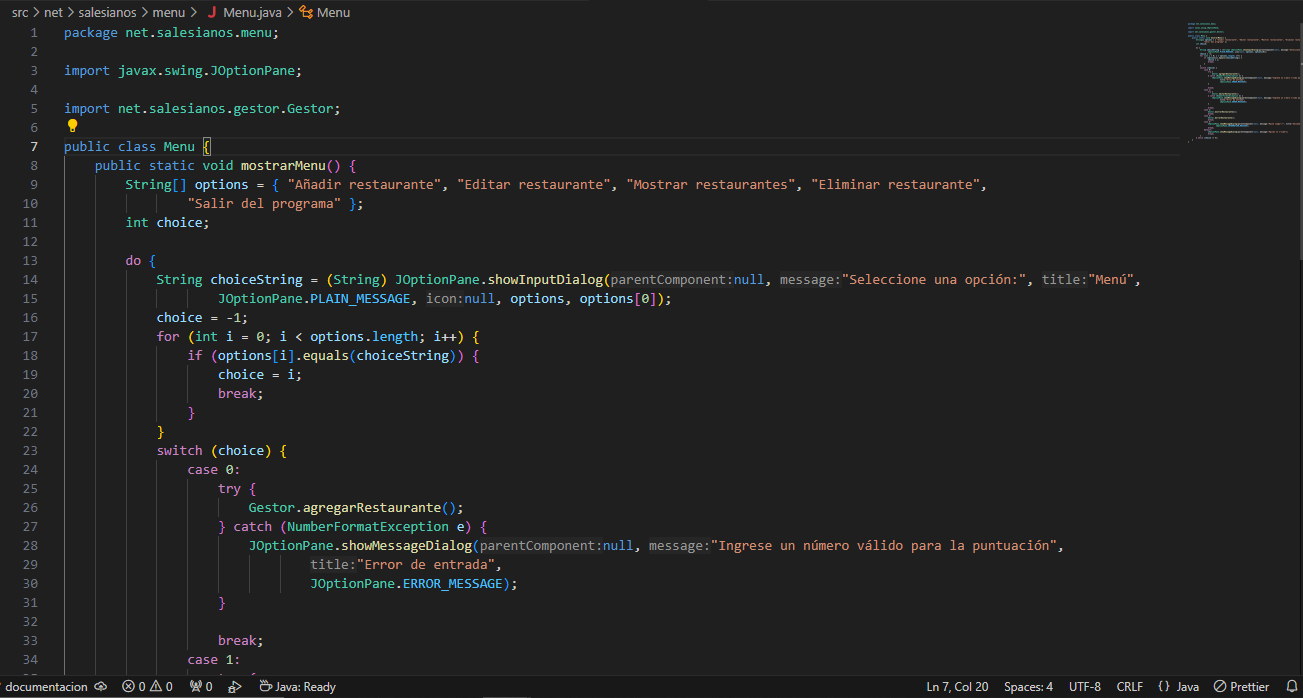 src > net > salesianos > menu > J Menu.java > Menu
1 package net.salesianos.menu;
2
3 import javax.swing.JOptionPane;
4
5 import net.salesianos.gestor.Gestor;
6
7 public class Menu {
8 public static void mostrarMenu() {
9 String[] options = { "Añadir restaurante", "Editar restaurante", "Mostrar restaurantes", "Eliminar restaurante",
10 "Salir del programa" };
11 int choice;
12
13 do {
14 String choiceString = (String) JOptionPane.showInputDialog(parentComponent:null, message:"Seleccione una opción:", title:"Menú",
15 JOptionPane.PLAIN_MESSAGE, icon:null, options, options[0]);
16 choice = -1;
17 for (int i = 0; i < options.length; i++) {
18 if (options[i].equals(choiceString)) {
19 choice = i;
20 break;
21 }
22 }
23 switch (choice) {
24 case 0:
25 try {
26 Gestor.agregarRestaurante();
27 } catch (NumberFormatException e) {
28 JOptionPane.showMessageDialog(parentComponent:null, message:"Ingrese un número válido para la puntuación",
29 title:"Error de entrada",
30 JOptionPane.ERROR_MESSAGE);
31 }
32
33 break;
34 case 1:
documentacion 0 0 0 Java: Ready Ln 7, Col 20 Spaces: 4 UTF-8 CRLF {} Java Prettier